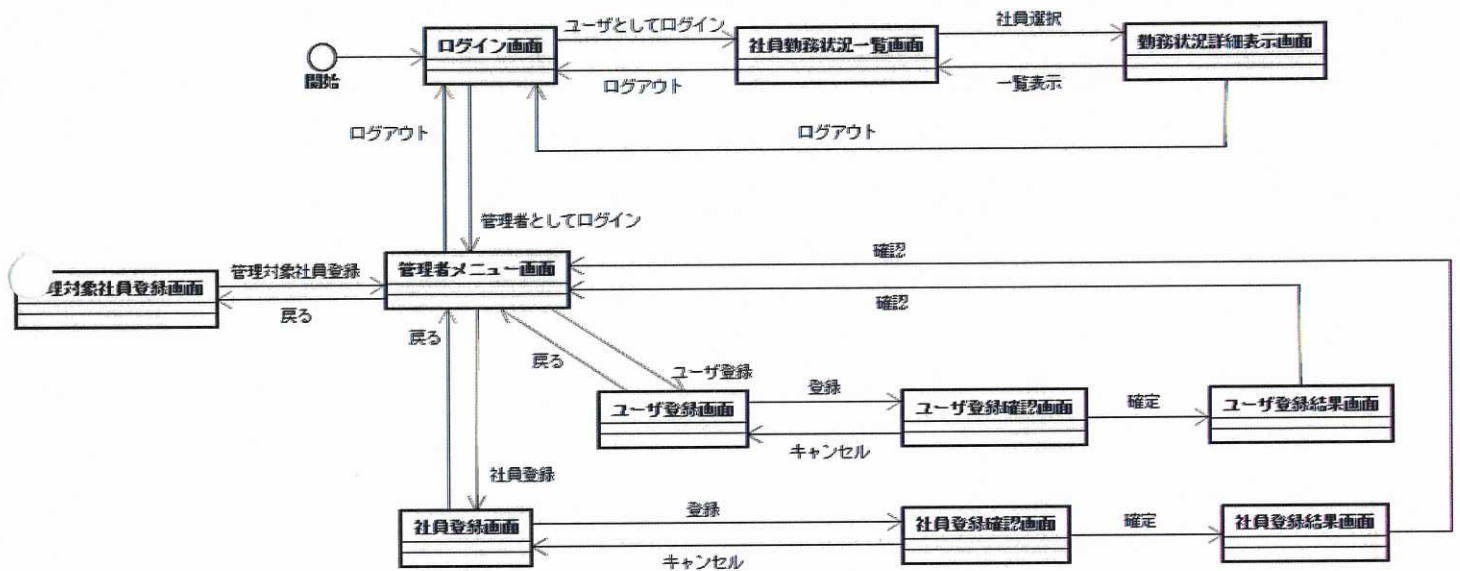 ユーザとしてログイン
社員選択
ログイン画面
社員勤務状況一覧画面
勤務状況詳細表示画面
開始
ログアウト
一覧表示
ログアウト
ログアウト
管理者としてログイン
確認
管理対象社員登録
管理者メニュー画面
理対象社員登録画面
確認
戻る
戻る
戻る
ユーザ登録
登録
ユーザ登録画面
ユーザ登録確認画面
確定
ユーザ登録結果画面
キャンセル
社員登録
登録
社員登録画面
社員登録確認画面
確定
社員登録結果画面
キャンセル